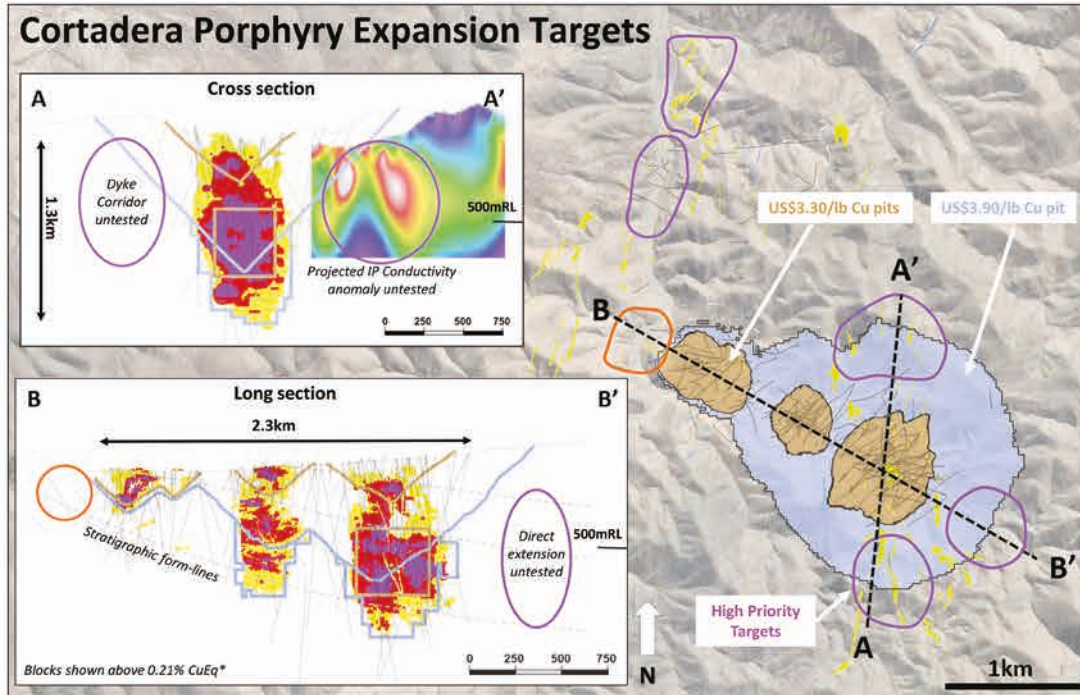 Cortadera Porphyry Expansion Targets
A
Cross section
A'
1.3km
Dyke
Corridor
untested
500mRL
Projected IP Conductivity
anomaly untested
0 250 500 750
B
Long section
B'
2.3km
Stratigraphic form-lines
500mRL
Direct
extension
untested
Blocks shown above 0.21% CuEq*
0 250 500 750
US$3.30/lb Cu pits
US$3.90/lb Cu pit
A'
B
B'
High Priority
Targets
A
N
1km